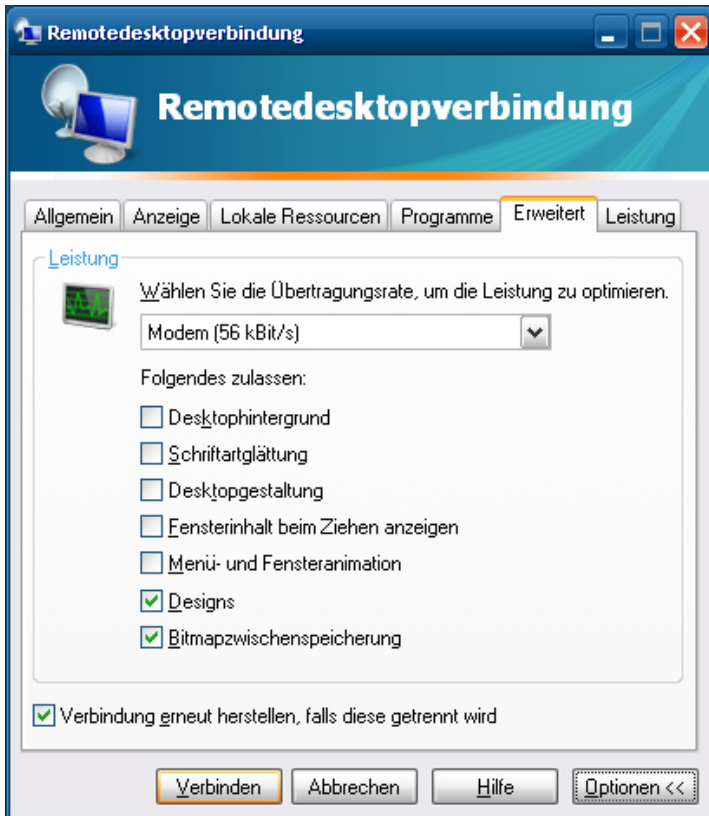 Remotedesktopverbindung
Remotedesktopverbindung
Allgemein Anzeige Lokale Ressourcen Programme Erweitert Leistung
Leistung
Wählen Sie die Übertragungsrate, um die Leistung zu optimieren.
Modem (56 kBit/s)
Folgendes zulassen:
Desktophintergrund
Schriftartglättung
Desktopgestaltung
Fensterinhalt beim Ziehen anzeigen
Menü- und Fensteranimation
Designs
Bitmapzwischenspeicherung
Verbindung erneut herstellen, falls diese getrennt wird
Verbinden Abbrechen Hilfe Optionen <<